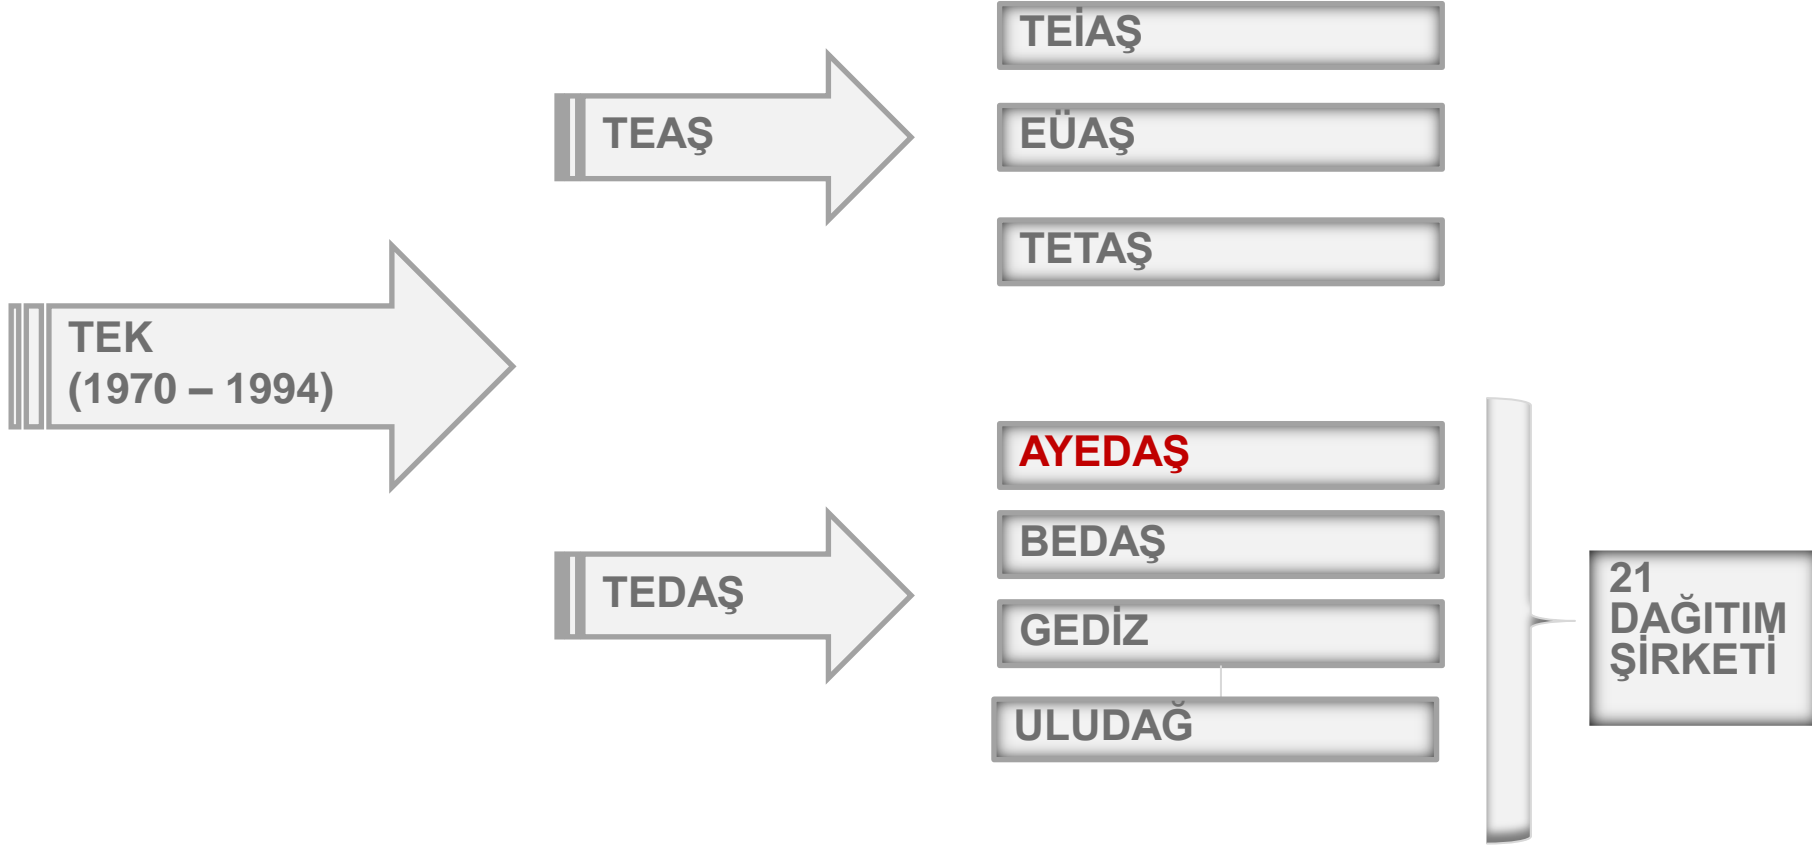 TEK
(1970 – 1994)
TEAŞ
TEİAŞ
EÜAŞ
TETAŞ
TEDAŞ
AYEDAŞ
BEDAŞ
GEDİZ
ULUDAĞ
21
DAĞITIM
ŞİRKETİ